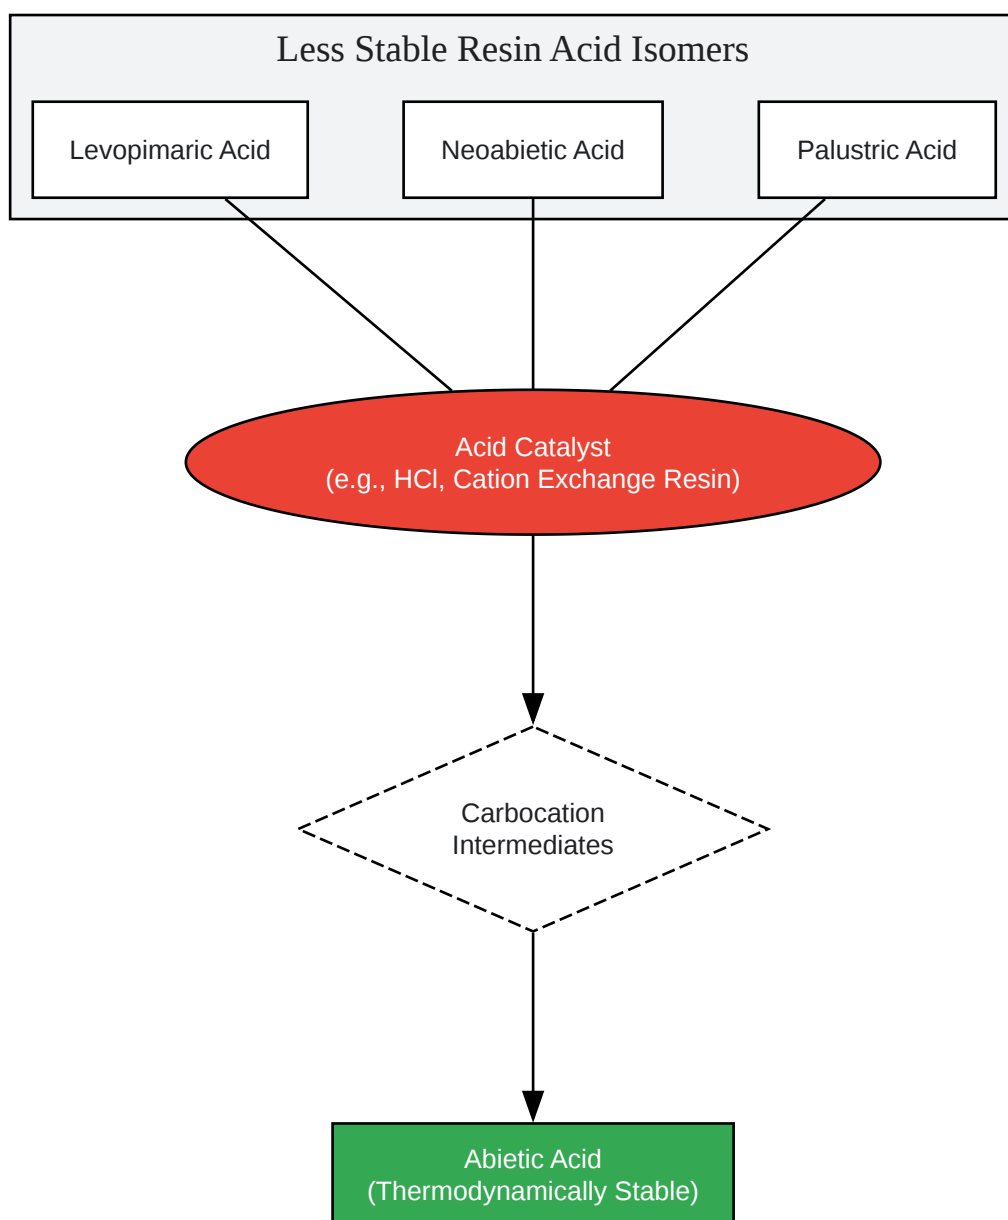 Less Stable Resin Acid Isomers
Levopimaric Acid
Neoabietic Acid
Palustric Acid
Acid Catalyst
(e.g., HCl, Cation Exchange Resin)
Carbocation
Intermediates
Abietic Acid
(Thermodynamically Stable)